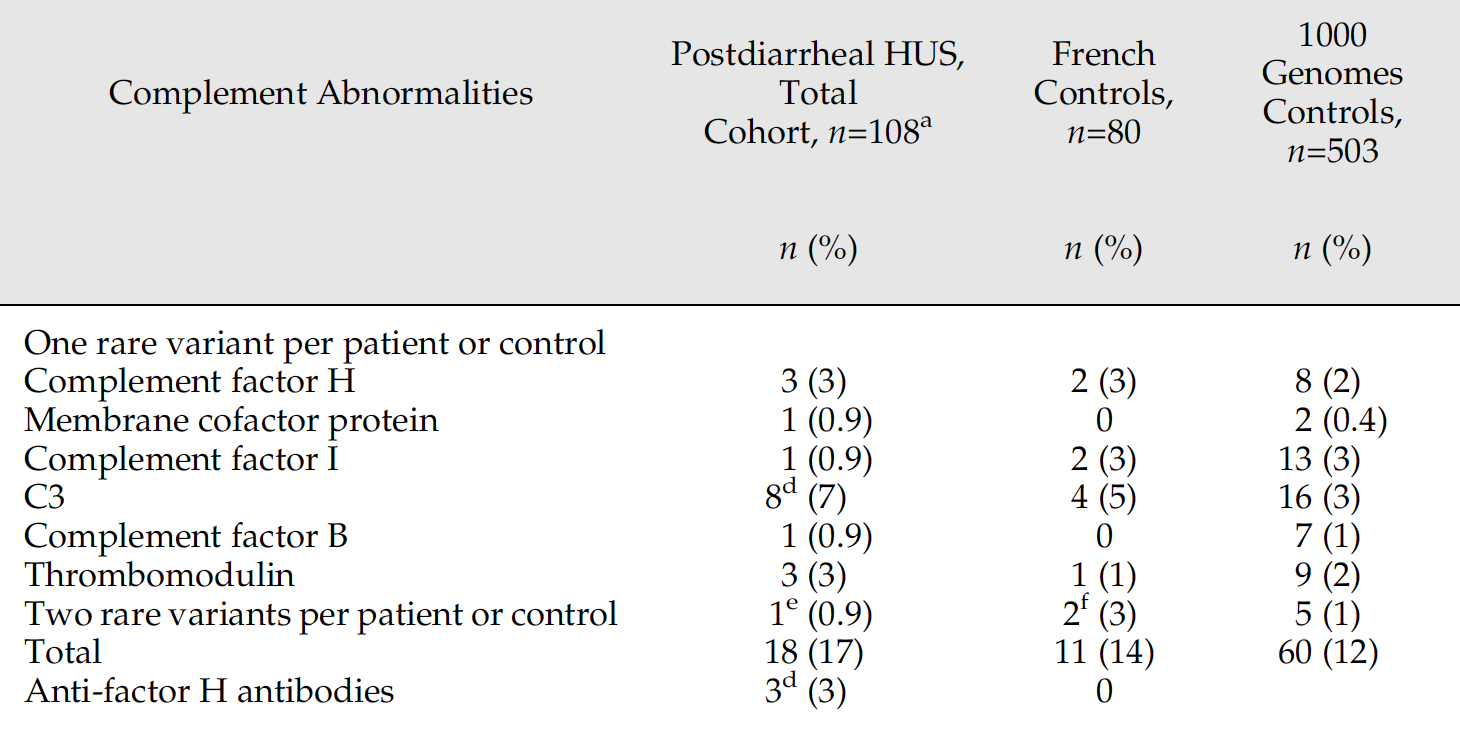 Complement Abnormalities Postdiarrheal HUS, Total Cohort, n=108a French Controls, n=80 1000 Genomes Controls, n=503
n (%) n (%) n (%)
One rare variant per patient or control
Complement factor H 3 (3) 2 (3) 8 (2)
Membrane cofactor protein 1 (0.9) 0 2 (0.4)
Complement factor I 1 (0.9) 2 (3) 13 (3)
C3 8d (7) 4 (5) 16 (3)
Complement factor B 1 (0.9) 0 7 (1)
Thrombomodulin 3 (3) 1 (1) 9 (2)
Two rare variants per patient or control 1e (0.9) 2f (3) 5 (1)
Total 18 (17) 11 (14) 60 (12)
Anti-factor H antibodies 3d (3) 0